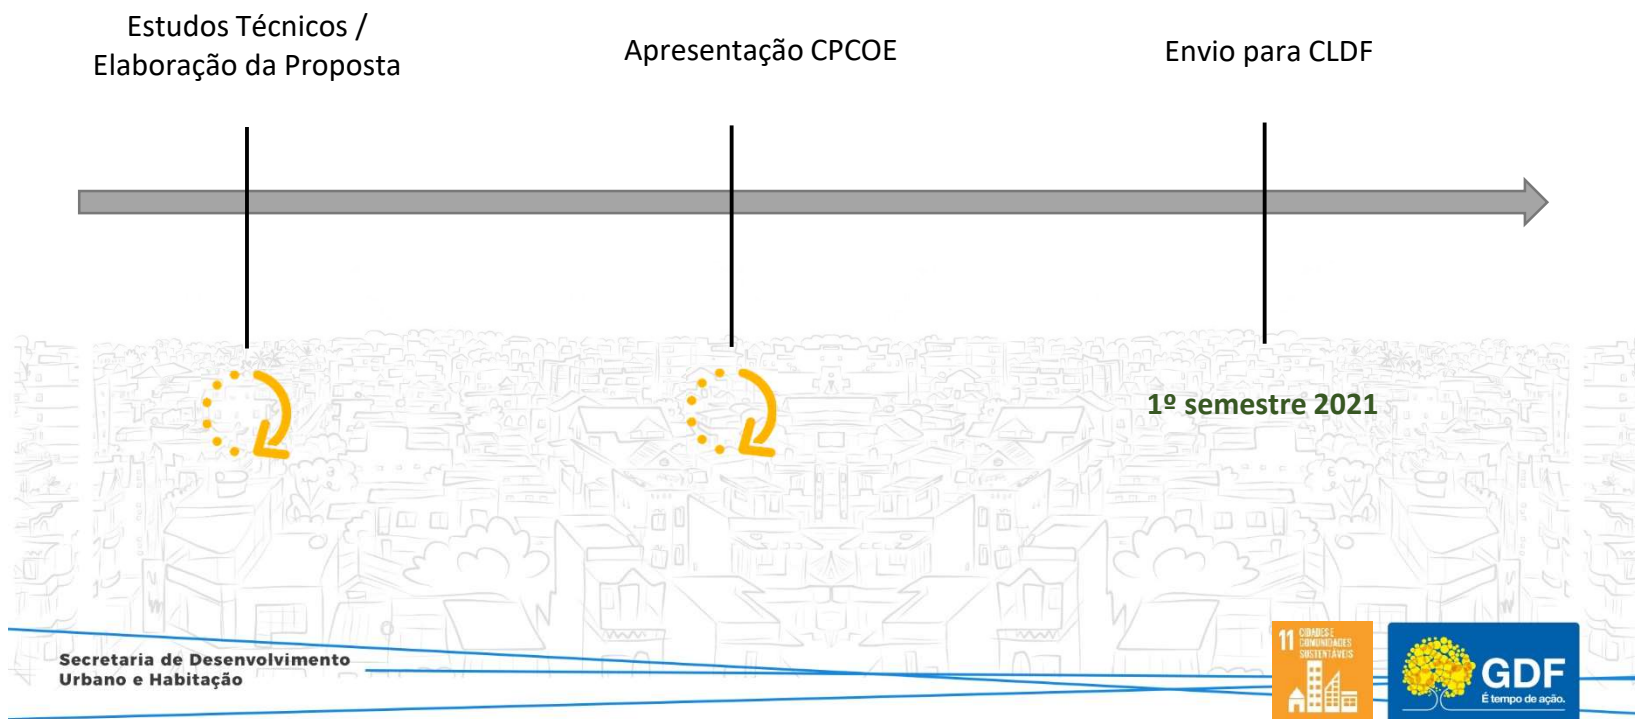 Estudos Técnicos /
Elaboração da Proposta
Apresentação CPCOE
Envio para CLDF
1º semestre 2021
Secretaria de Desenvolvimento
Urbano e Habitação
11 CIDADES E
COMUNIDADES
SUSTENTÁVEIS
GDF
É tempo de ação.